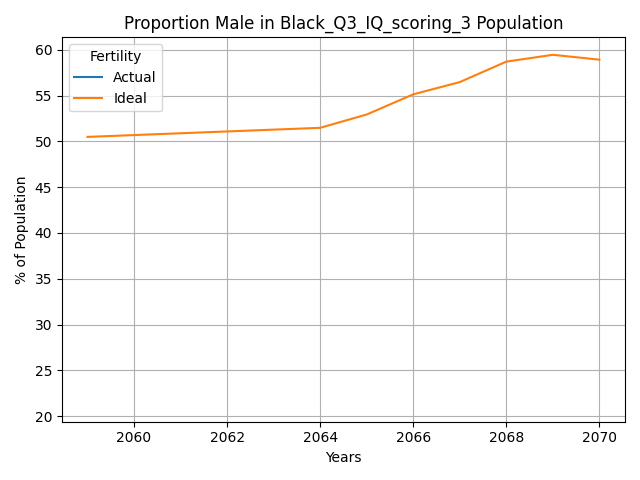 Proportion Male in Black_Q3_IQ_scoring_3 Population
Fertility
Actual
Ideal
% of Population
60
55
50
45
40
35
30
25
20
2060 2062 2064 2066 2068 2070
Years